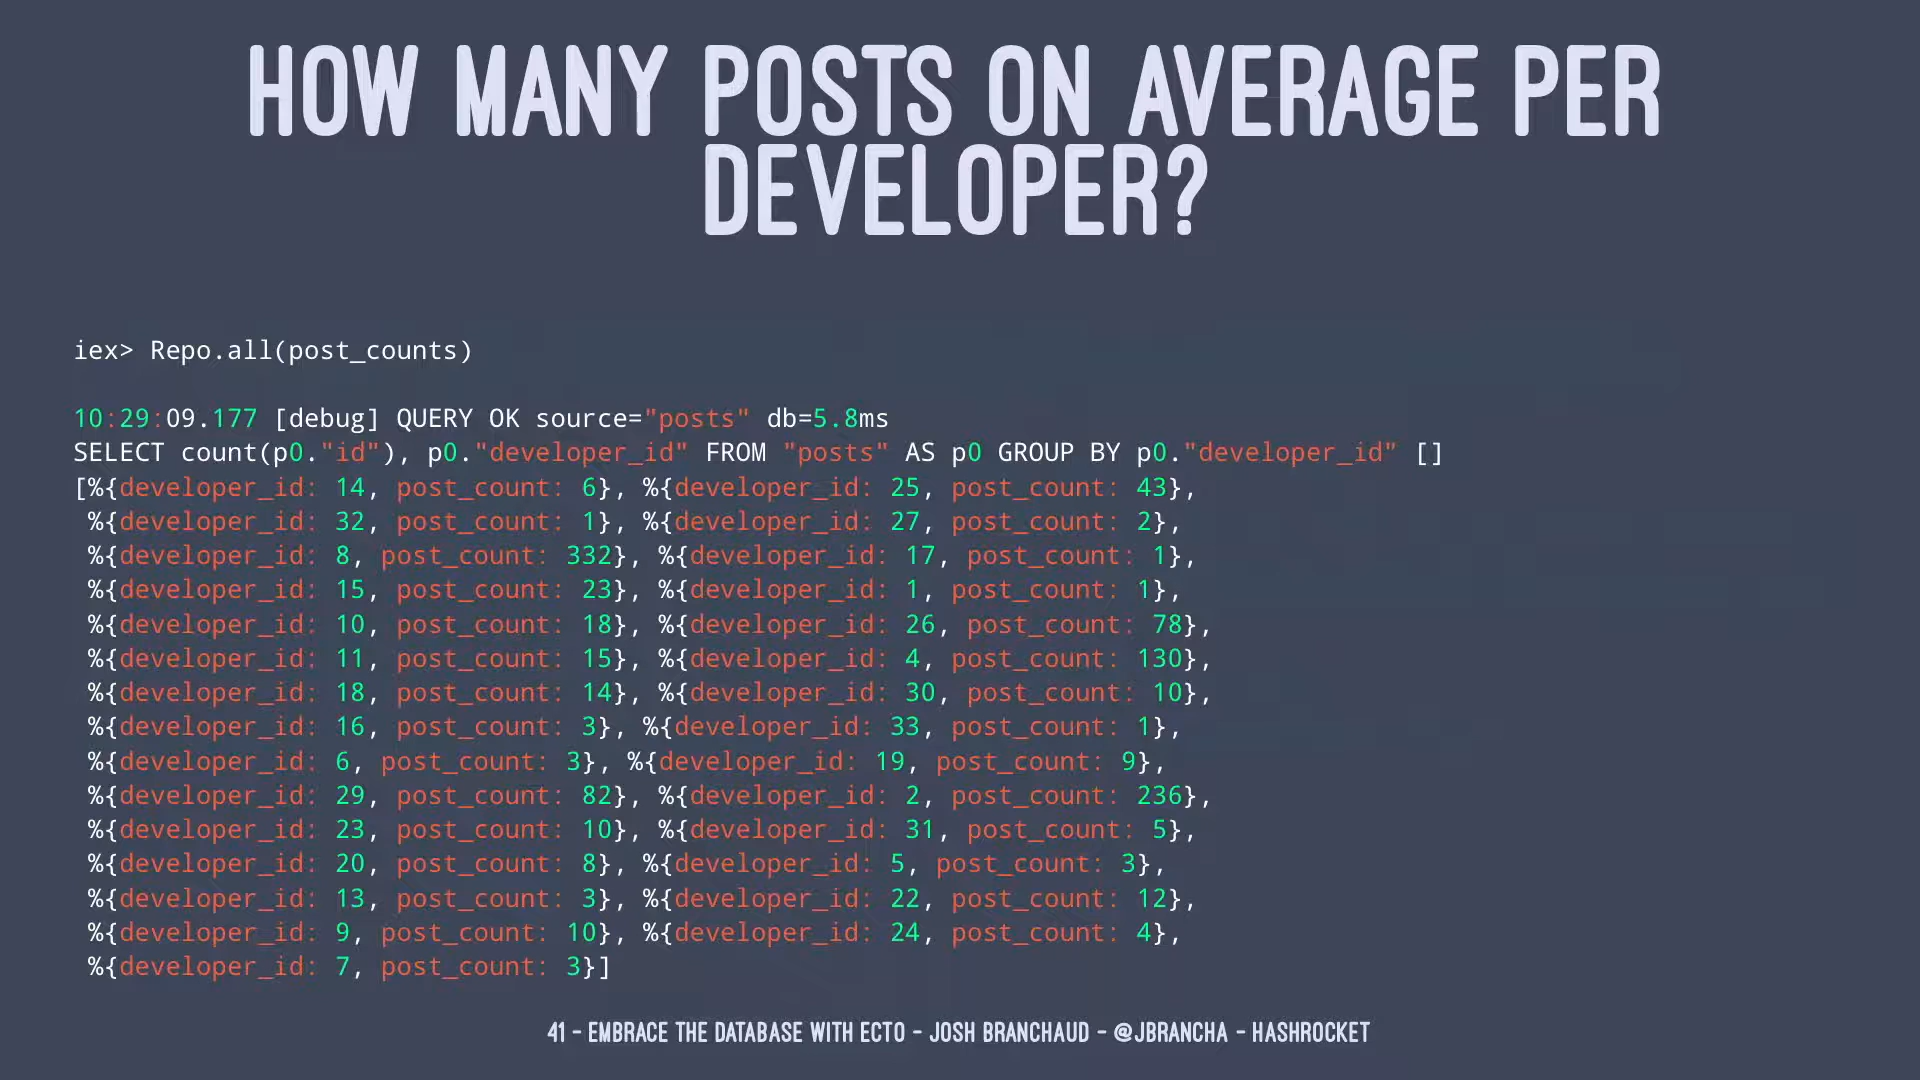 HOW MANY POSTS ON AVERAGE PER
DEVELOPER?
iex> Repo.all(post_counts)
10:29:09.177 [debug] QUERY OK source="posts" db=5.8ms
SELECT count(p0."id"), p0."developer_id" FROM "posts" AS p0 GROUP BY p0."developer_id" []
[%{developer_id: 14, post_count: 6}, %{developer_id: 25, post_count: 43},
%{developer_id: 32, post_count: 1}, %{developer_id: 27, post_count: 2},
%{developer_id: 8, post_count: 332}, %{developer_id: 17, post_count: 1},
%{developer_id: 15, post_count: 23}, %{developer_id: 1, post_count: 1},
%{developer_id: 10, post_count: 18}, %{developer_id: 26, post_count: 78},
%{developer_id: 11, post_count: 15}, %{developer_id: 4, post_count: 130},
%{developer_id: 18, post_count: 14}, %{developer_id: 30, post_count: 10},
%{developer_id: 16, post_count: 3}, %{developer_id: 33, post_count: 1},
%{developer_id: 6, post_count: 3}, %{developer_id: 19, post_count: 9},
%{developer_id: 29, post_count: 82}, %{developer_id: 2, post_count: 236},
%{developer_id: 23, post_count: 10}, %{developer_id: 31, post_count: 5},
%{developer_id: 20, post_count: 8}, %{developer_id: 5, post_count: 3},
%{developer_id: 13, post_count: 3}, %{developer_id: 22, post_count: 12},
%{developer_id: 9, post_count: 10}, %{developer_id: 24, post_count: 4},
%{developer_id: 7, post_count: 3}]
41 - EMBRACE THE DATABASE WITH ECTO - JOSH BRANCHAUD - @JBRANCHA - HASHROCKET